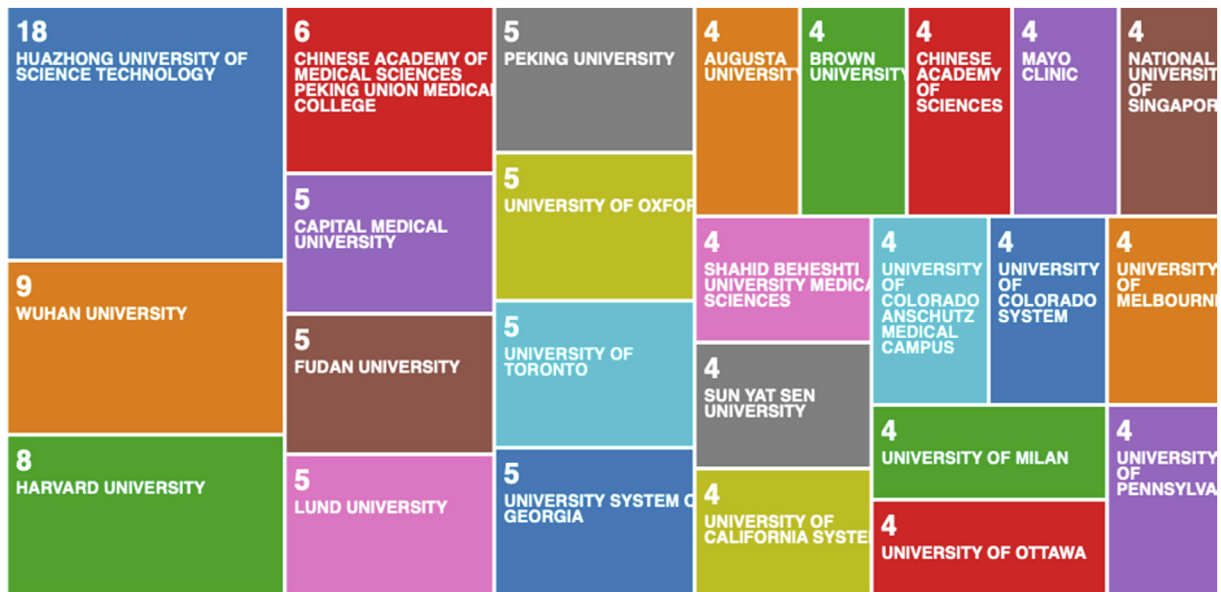 18
HUAZHONG UNIVERSITY OF
SCIENCE TECHNOLOGY
9
WUHAN UNIVERSITY
8
HARVARD UNIVERSITY
6
CHINESE ACADEMY OF
MEDICAL SCIENCES
PEKING UNION MEDICAL
COLLEGE
5
CAPITAL MEDICAL
UNIVERSITY
5
FUDAN UNIVERSITY
5
LUND UNIVERSITY
5
PEKING UNIVERSITY
5
UNIVERSITY OF OXFOR
5
UNIVERSITY OF
TORONTO
5
UNIVERSITY SYSTEM O
GEORGIA
4
AUGUSTA
UNIVERSITY
4
BROWN
UNIVERSITY
4
CHINESE
ACADEMY
OF
SCIENCES
4
MAYO
CLINIC
4
NATIONAL
UNIVERSIT
OF
SINGAPOR
4
SHAHID BEHESHTI
UNIVERSITY MEDICA
SCIENCES
4
SUN YAT SEN
UNIVERSITY
4
UNIVERSITY OF
CALIFORNIA SYSTE
4
UNIVERSITY
OF
COLORADO
ANSCHUTZ
MEDICAL
CAMPUS
4
UNIVERSITY
OF
COLORADO
SYSTEM
4
UNIVERSITY
OF
MELBOURN
4
UNIVERSITY OF MILAN
4
UNIVERSITY OF OTTAWA
4
UNIVERSITY
OF
PENNSYLVA